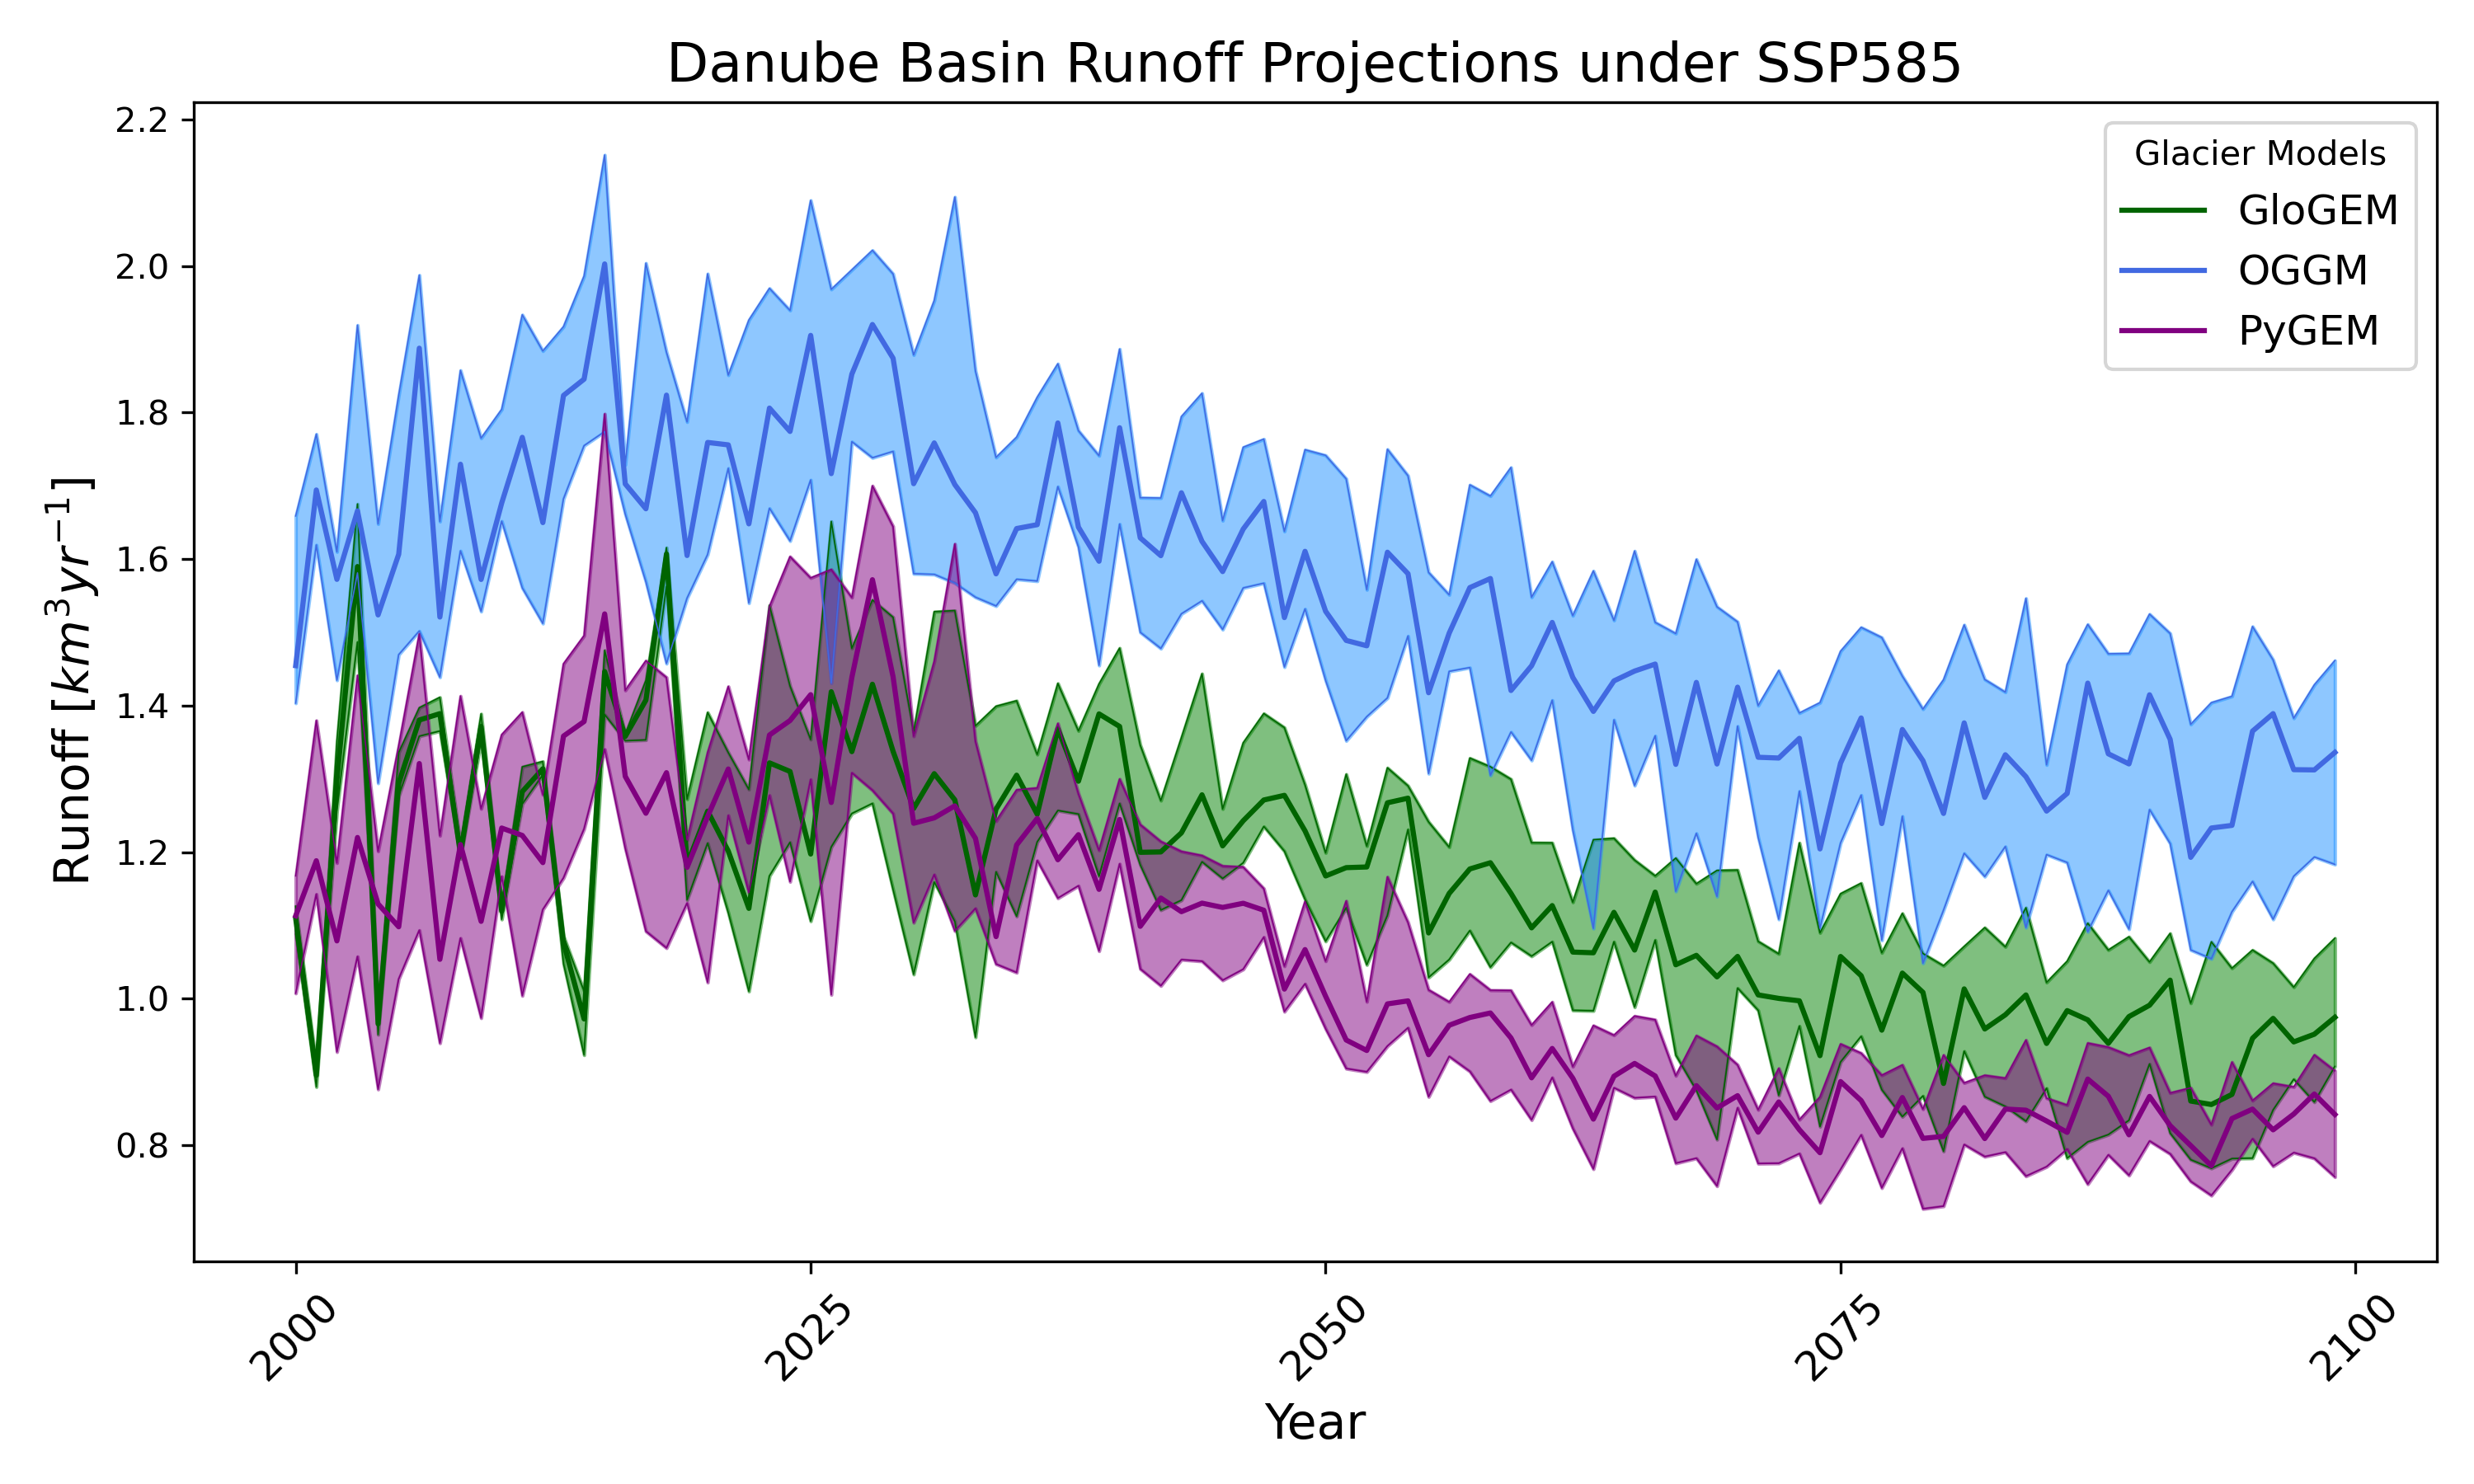 Danube Basin Runoff Projections under SSP585
2.2
2.0
1.8
1.6
1.4
1.2
1.0
0.8
Runoff [km³yr⁻¹]
Glacier Models
GloGEM
OGGM
PyGEM
2000
2025
2050
2075
2100
Year